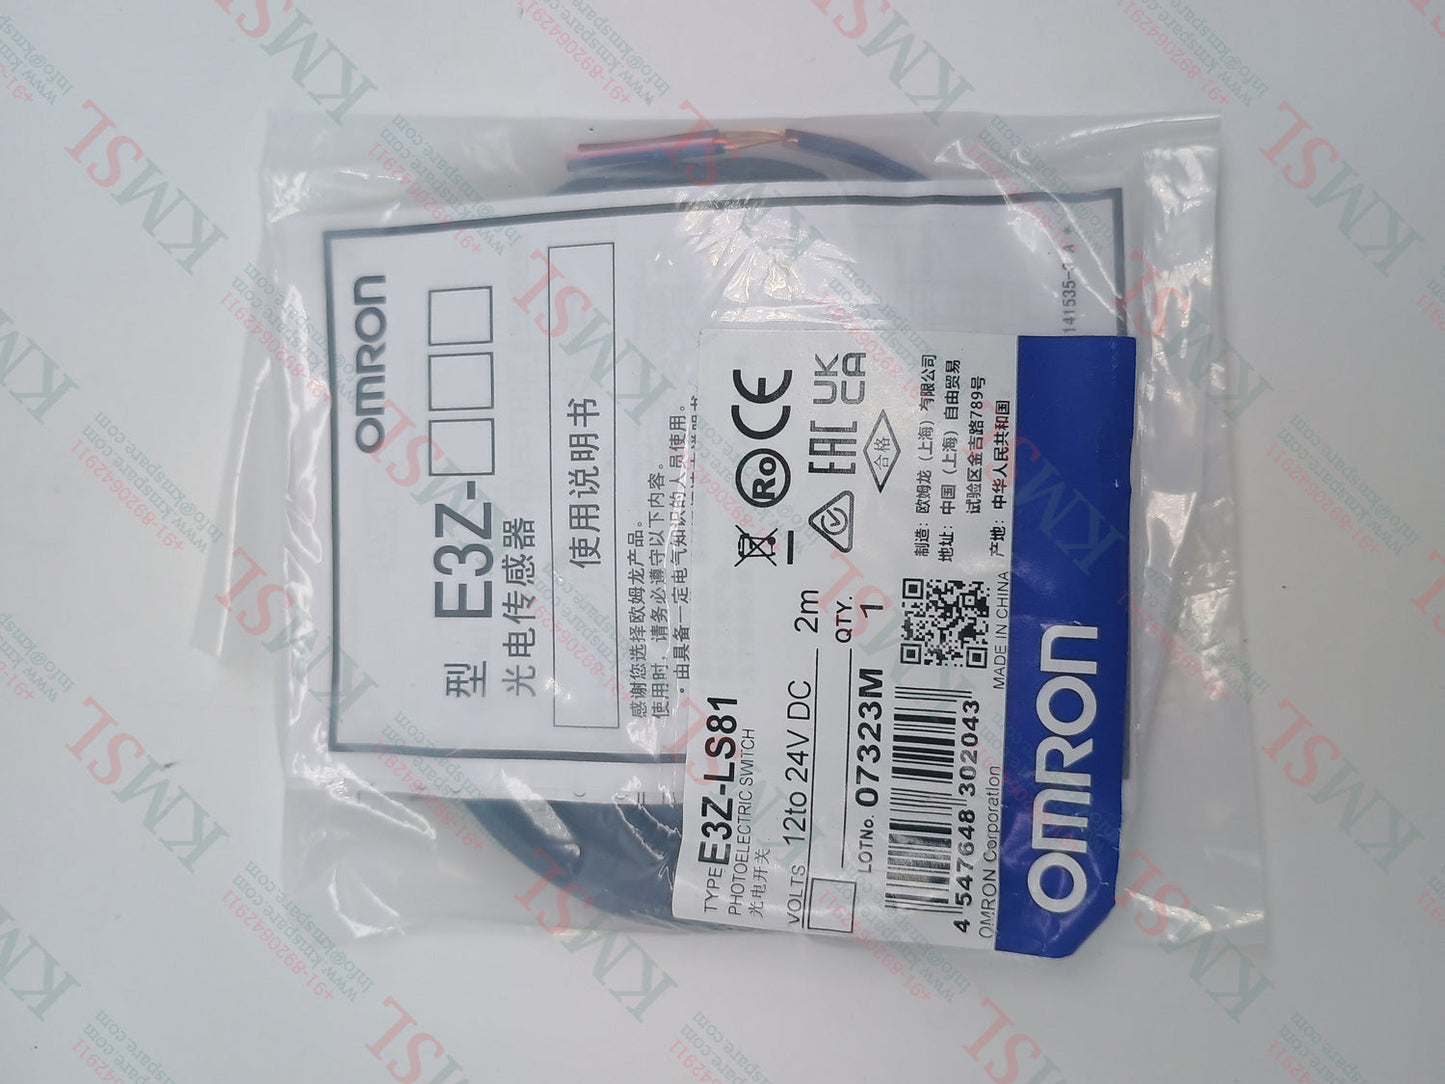 OMRON
型 E3Z-□□□
光电传感器
使用说明书
感谢您选择欧姆龙产品。
使用时，请务必遵守以下内容。
・由具备一定电气知识的人员使用。
141535-3 A
TYPE E3Z-LS81
PHOTOELECTRIC SWITCH
光电开关
VOLTS 12to 24V DC 2m
LOTNo. 07323M
QTY. 1
4 547648 302043
OMRON Corporation MADE IN CHINA
Ro CE
EAC UK CA
合格
制造：欧姆龙（上海）有限公司
地址：中国（上海）自由贸易
试验区金吉路789号
产地：中华人民共和国
OMRON
KMSL
www.kmspare.com
Info@kmspare.com
+91-8920642911